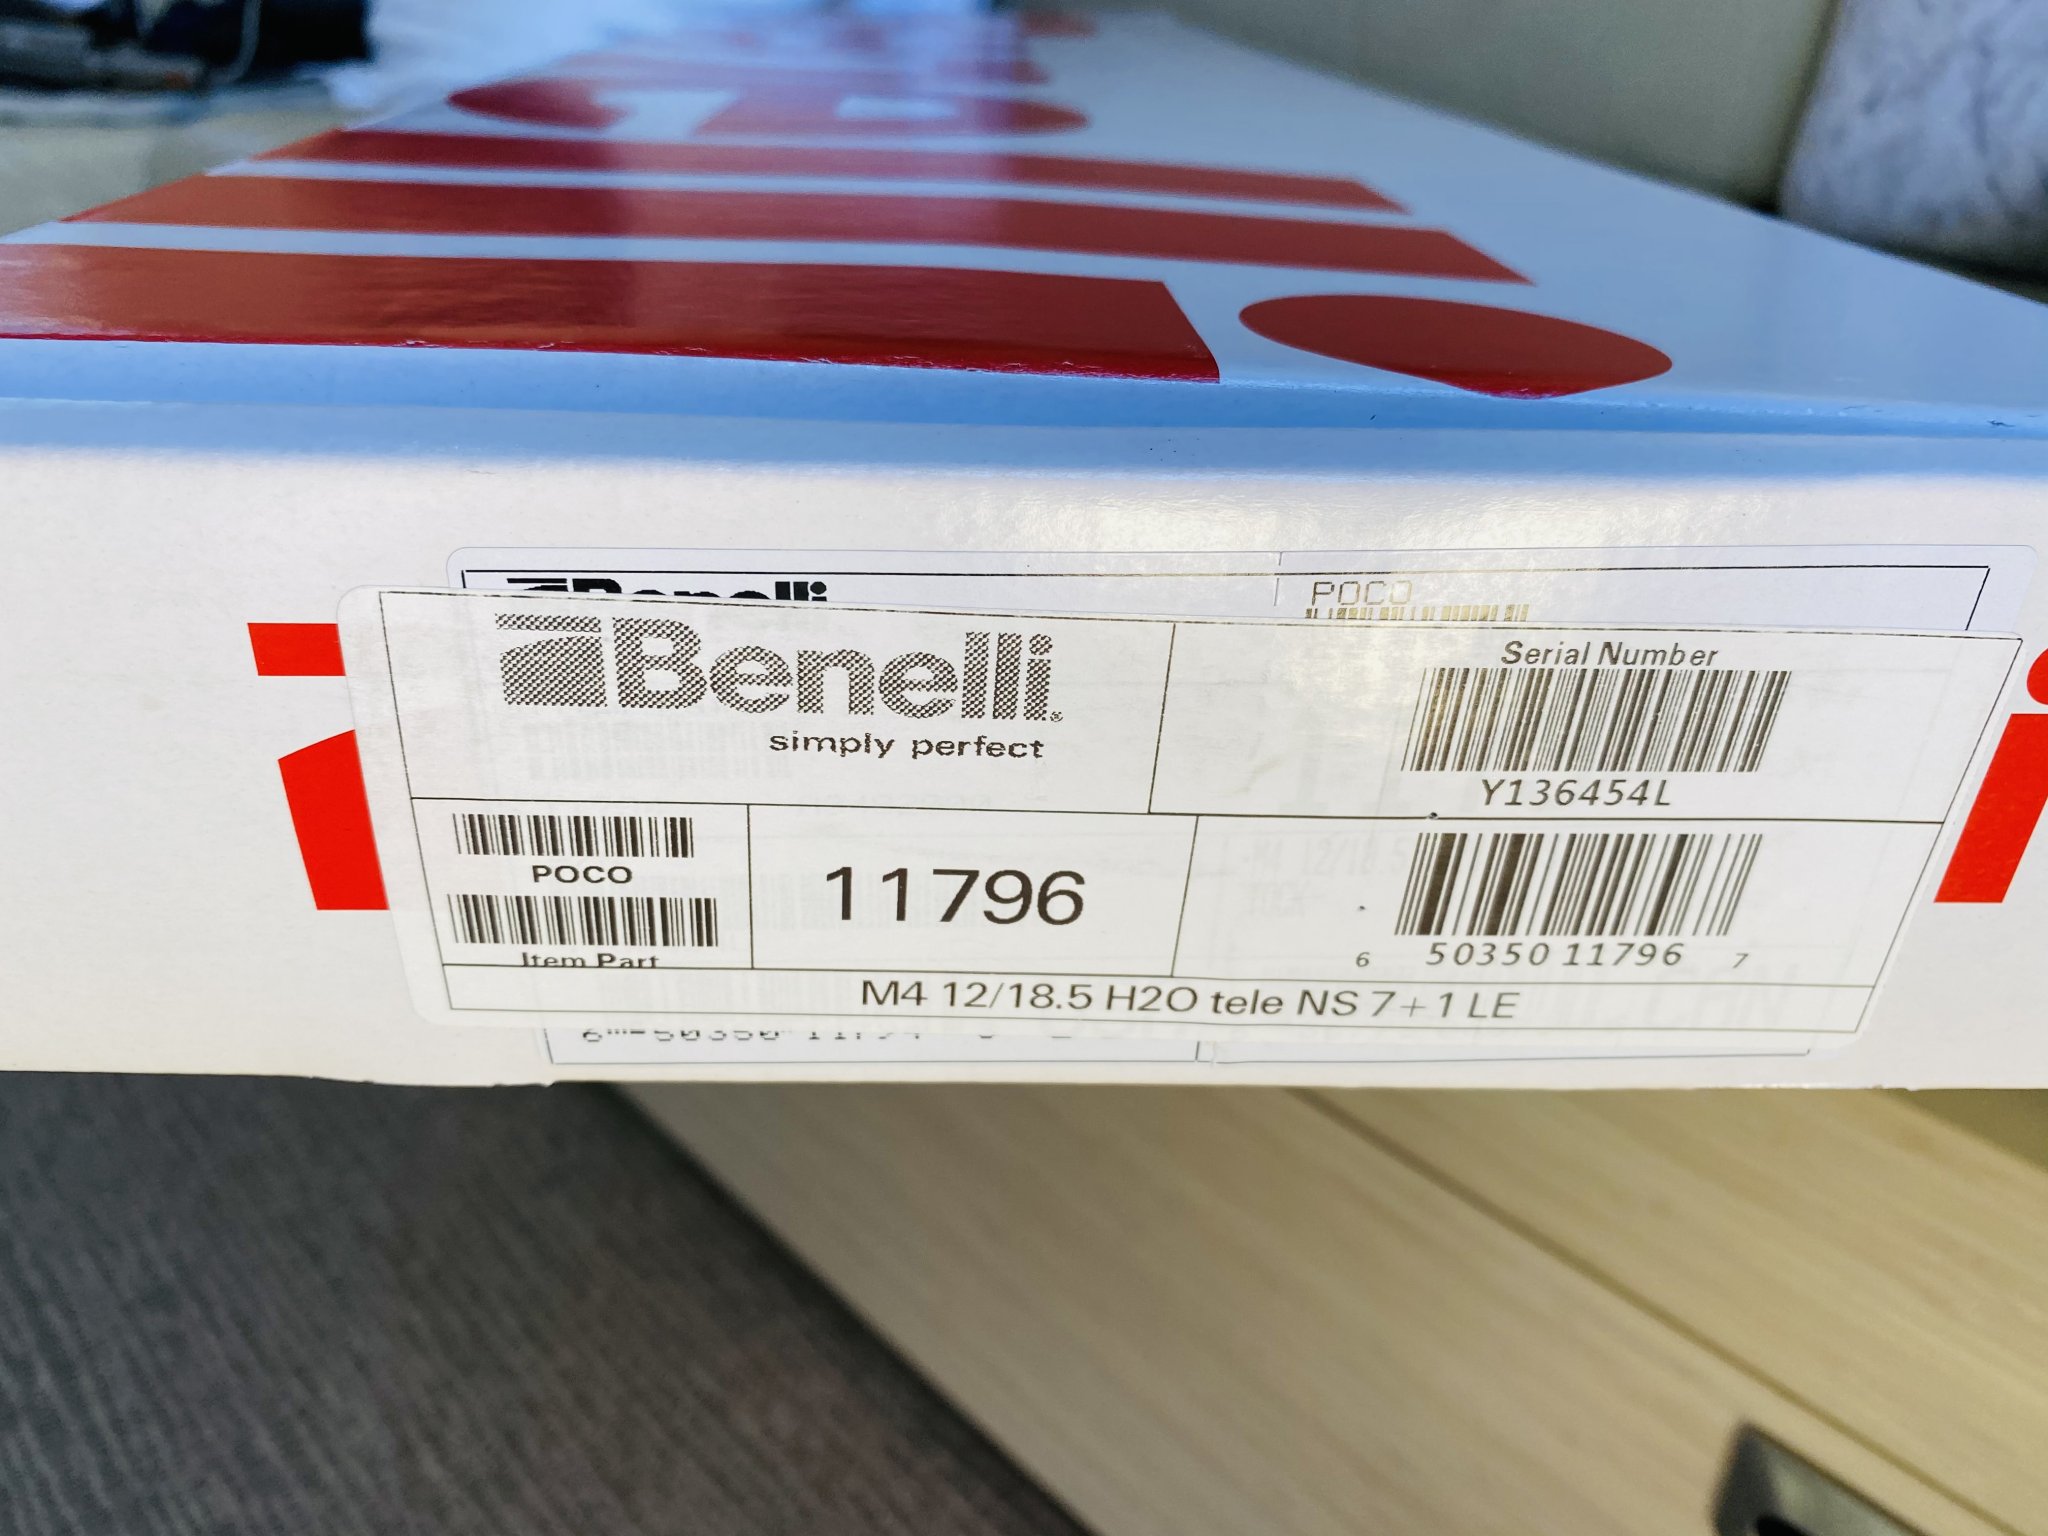 Benelli
POCO
Benelli®
simply perfect
Serial Number
Y136454L
POCO
Item Part
11796
6 50350 11796 7
M4 12/18.5 H2O tele NS 7+1 LE